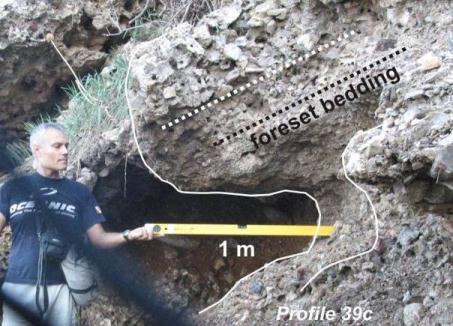 foreset bedding
OCEANIC
1 m
Profile 39c